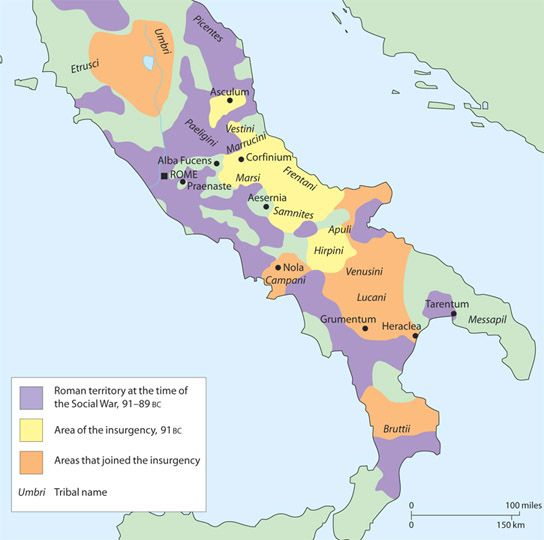 Picentes
Umbri
Etrusci
Asculum
Vestini
Paeligini
Marrucini
Alba Fucens
Corfinium
ROME
Marsi
Frentani
Praenaste
Aesernia
Samnites
Apuli
Hirpini
Nola
Venusini
Campani
Lucani
Tarentum
Grumentum
Heraclea
Messapil
Bruttii
Roman territory at the time of
the Social War, 91–89 BC
Area of the insurgency, 91 BC
Areas that joined the insurgency
Umbri Tribal name
0 100 miles
0 150 km